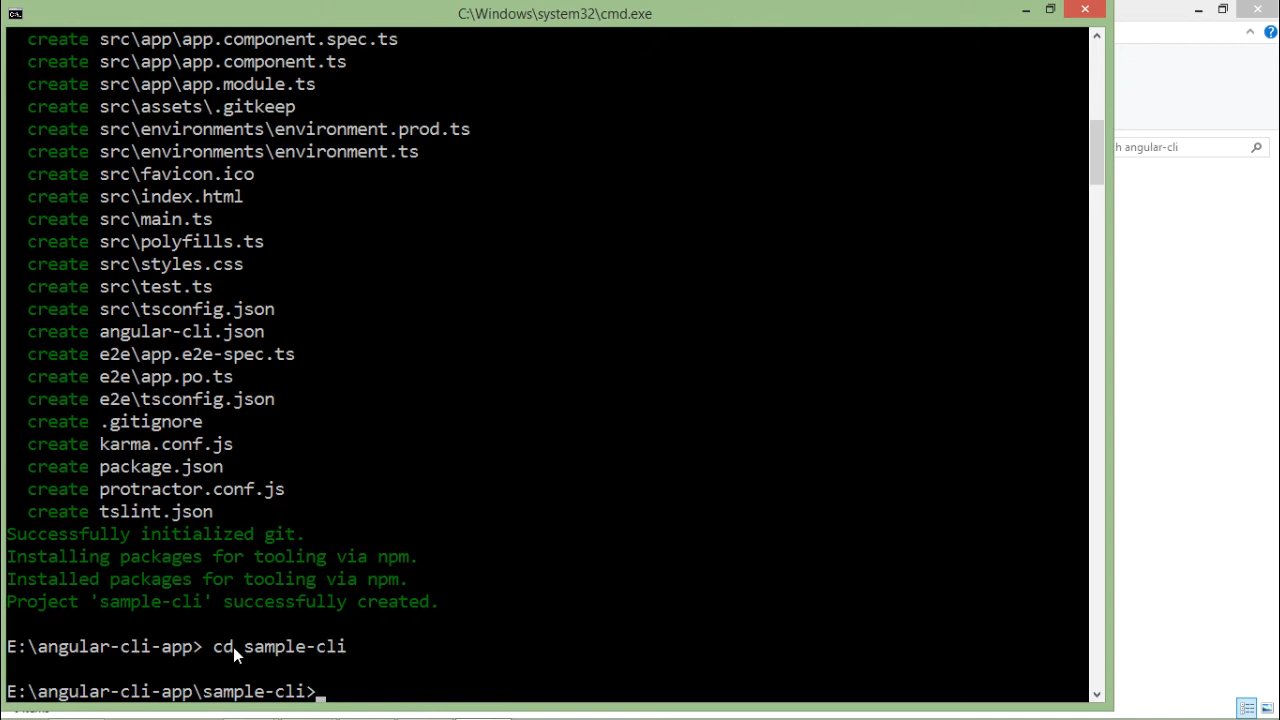 C:\Windows\system32\cmd.exe
create src\app\app.component.spec.ts
create src\app\app.component.ts
create src\app\app.module.ts
create src\assets\.gitkeep
create src\environments\environment.prod.ts
create src\environments\environment.ts
create src\favicon.ico
create src\index.html
create src\main.ts
create src\polyfills.ts
create src\styles.css
create src\test.ts
create src\tsconfig.json
create angular-cli.json
create e2e\app.e2e-spec.ts
create e2e\app.po.ts
create e2e\tsconfig.json
create .gitignore
create karma.conf.js
create package.json
create protractor.conf.js
create tslint.json
Successfully initialized git.
Installing packages for tooling via npm.
Installed packages for tooling via npm.
Project 'sample-cli' successfully created.
E:\angular-cli-app> cd sample-cli
E:\angular-cli-app\sample-cli>
angular-cli